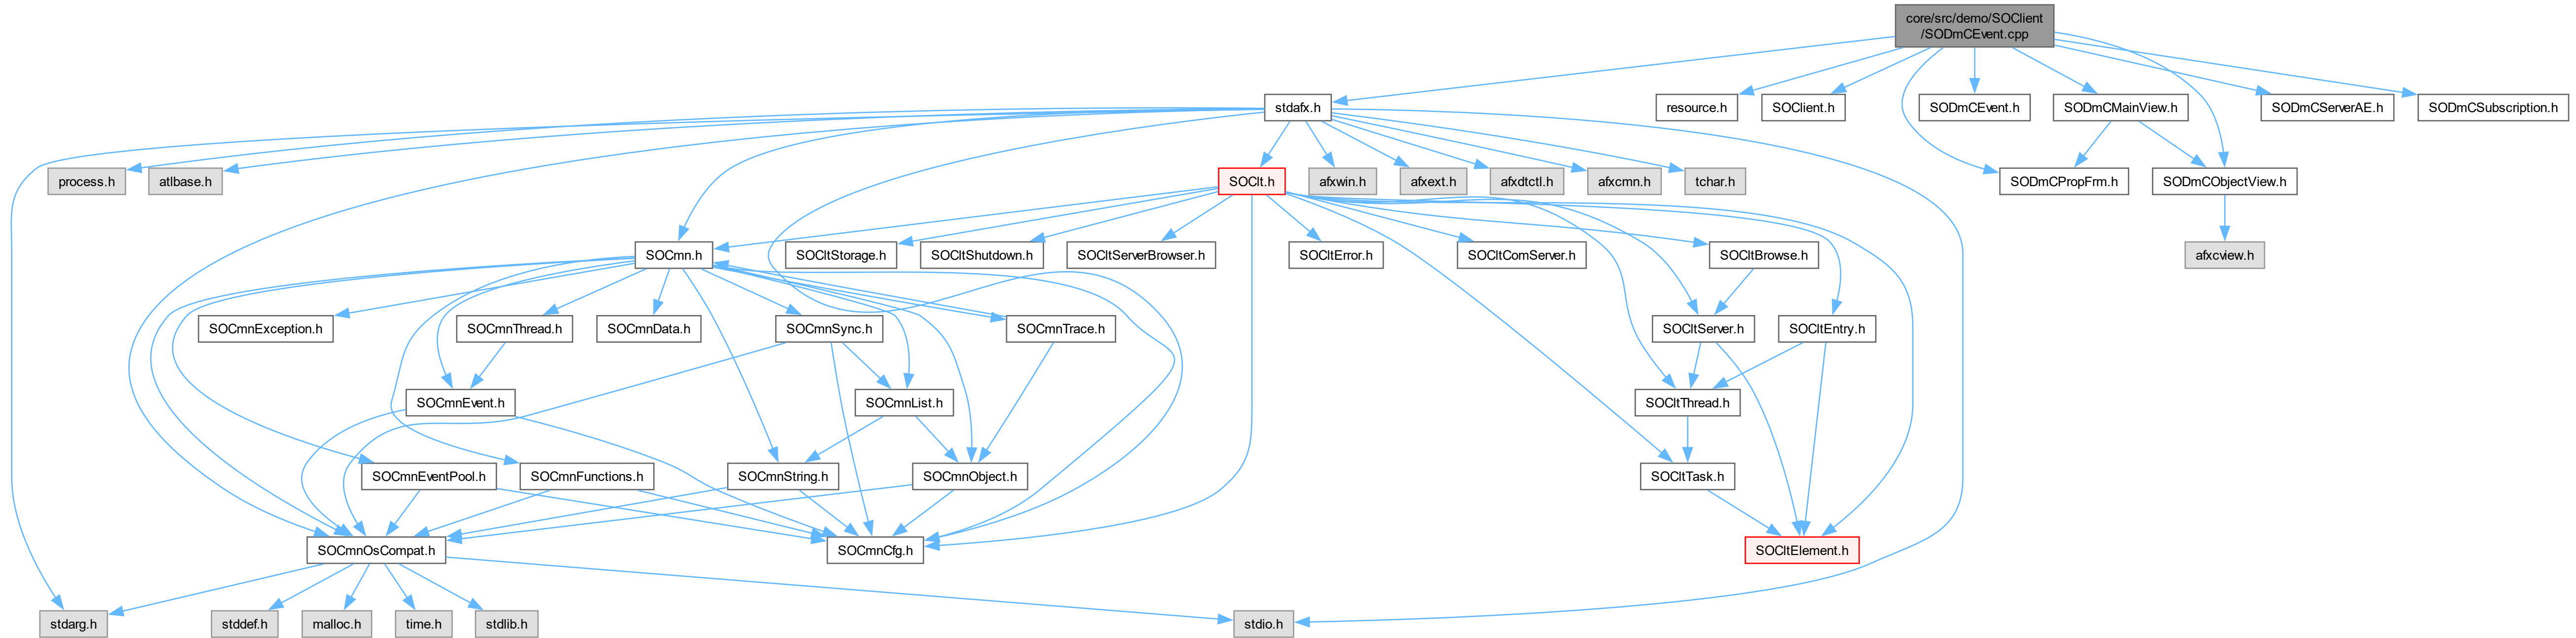 core/src/demo/SOClient
/SODmCEvent.cpp
stdafx.h
resource.h
SOClient.h
SODmCEvent.h
SODmCMainView.h
SODmCServerAE.h
SODmCSubscription.h
process.h
atlbase.h
SOClt.h
afxwin.h
afxext.h
afxdtctl.h
afxcmn.h
tchar.h
SODmCPropFrm.h
SODmCObjectView.h
SOCmn.h
SOCltStorage.h
SOCltShutdown.h
SOCltServerBrowser.h
SOCltError.h
SOCltComServer.h
SOCltBrowse.h
afxcview.h
SOCmnException.h
SOCmnThread.h
SOCmnData.h
SOCmnSync.h
SOCmnTrace.h
SOCltServer.h
SOCltEntry.h
SOCmnEvent.h
SOCmnList.h
SOCltThread.h
SOCmnEventPool.h
SOCmnFunctions.h
SOCmnString.h
SOCmnObject.h
SOCltTask.h
SOCmnOsCompat.h
SOCmnCfg.h
SOCltElement.h
stdarg.h
stddef.h
malloc.h
time.h
stdlib.h
stdio.h